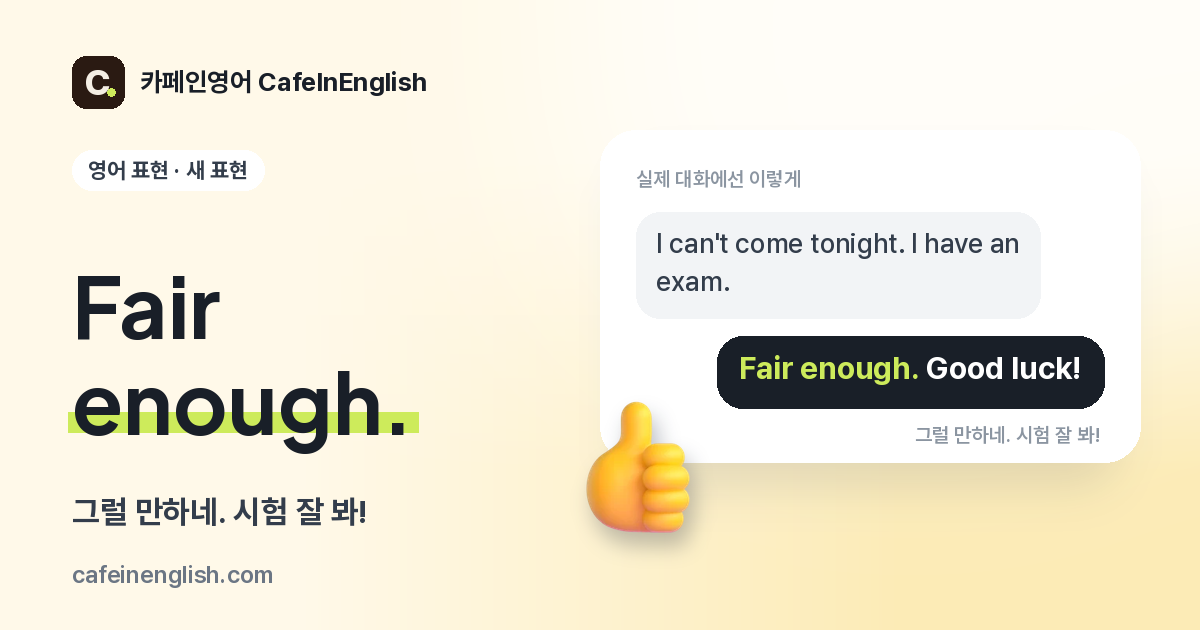 C
카페인영어 CafeInEnglish
영어 표현 · 새 표현
Fair
enough.
그럴 만하네. 시험 잘 봐!
cafeinenglish.com
실제 대화에선 이렇게
I can't come tonight. I have an
exam.
Fair enough. Good luck!
그럴 만하네. 시험 잘 봐!